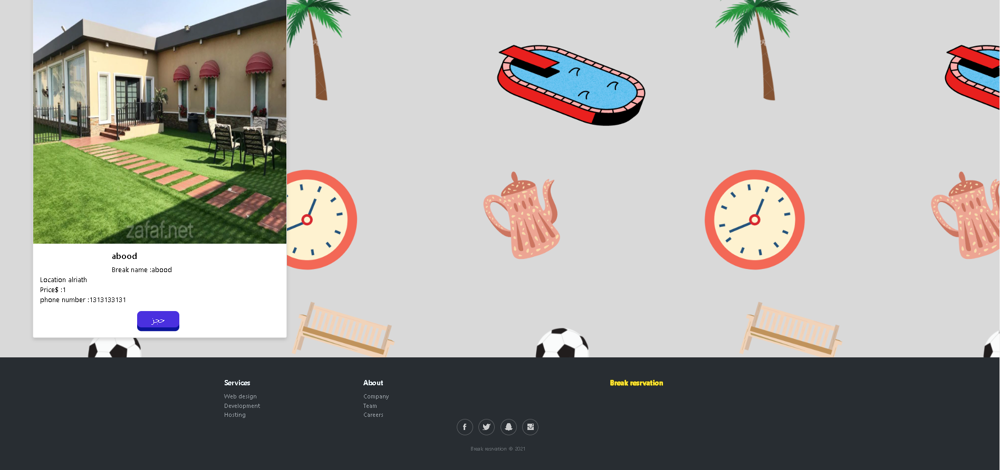 zafaf.net
abood
Break name :abood
Location alriath
Price$ :1
phone number :1313133131
حجز
Services
Web design
Development
Hosting
About
Company
Team
Careers
Break resrvation
Break resrvation © 2021